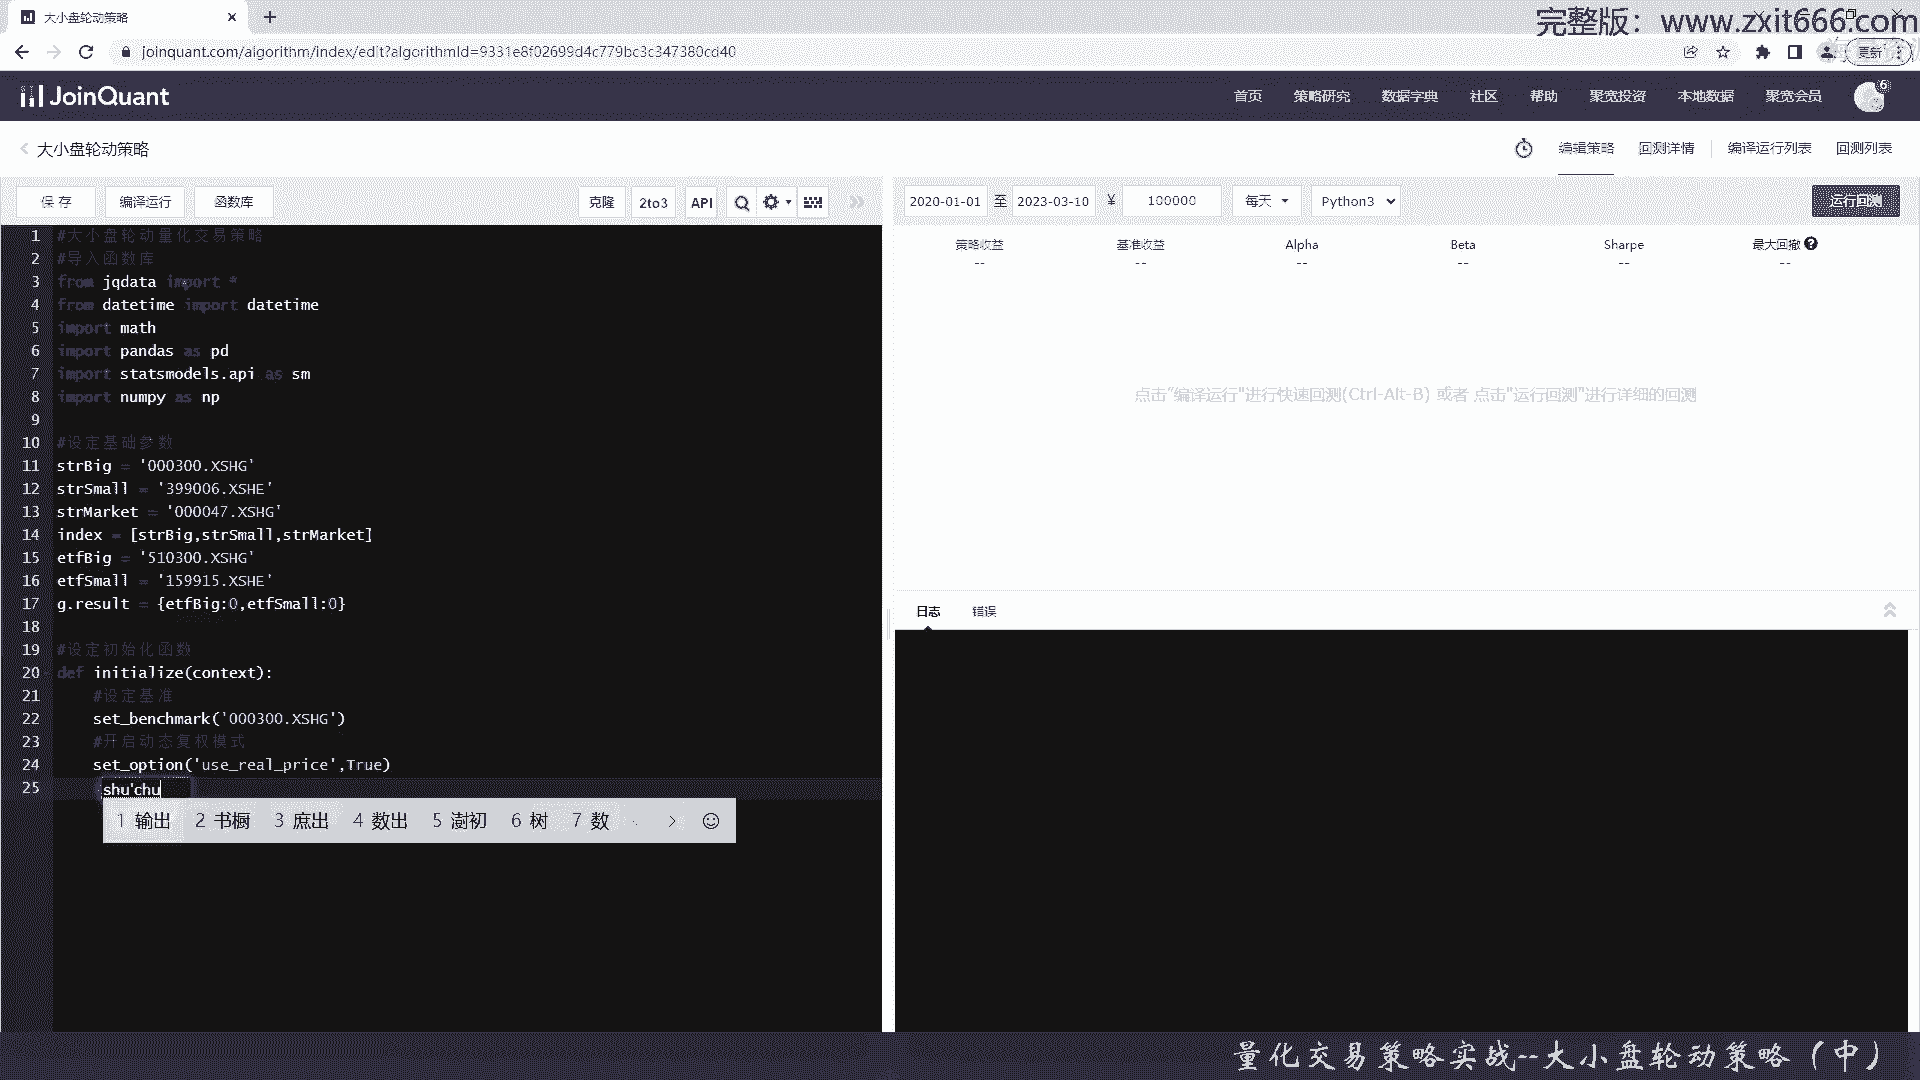 大小盘轮动策略
完整版：www.zxit666.com
joinquant.com/algorithm/index/edit?algorithmId=9331e8f02699d4c779bc3c347380cd40
更新
JoinQuant
首页 策略研究 数据字典 社区 帮助 聚宽投资 本地数据 聚宽会员
6
大小盘轮动策略
编辑策略 回测详情 编译运行列表 回测列表
保存 编译运行 函数库 克隆 2to3 API
2020-01-01 至 2023-03-10 ¥ 100000 每天 Python3 运行回测
策略收益 基准收益 Alpha Beta Sharpe 最大回撤
-- -- -- -- -- --
点击"编译运行"进行快速回测(Ctrl-Alt-B) 或者 点击"运行回测"进行详细的回测
日志 错误
1 #大小盘轮动量化交易策略
2 #导入函数库
3 from jqdata import *
4 from datetime import datetime
5 import math
6 import pandas as pd
7 import statsmodels.api as sm
8 import numpy as np
9
10 #设定基础参数
11 strBig = '000300.XSHG'
12 strSmall = '399006.XSHE'
13 strMarket = '000047.XSHG'
14 index = [strBig,strSmall,strMarket]
15 etfBig = '510300.XSHG'
16 etfSmall = '159915.XSHE'
17 g.result = {etfBig:0,etfSmall:0}
18
19 #设定初始化函数
20 def initialize(context):
21 #设定基准
22 set_benchmark('000300.XSHG')
23 #开启动态复权模式
24 set_option('use_real_price',True)
25 shu'chu
1 输出 2 书橱 3 庶出 4 数出 5 澍初 6 树 7 数
量化交易策略实战--大小盘轮动策略（中）